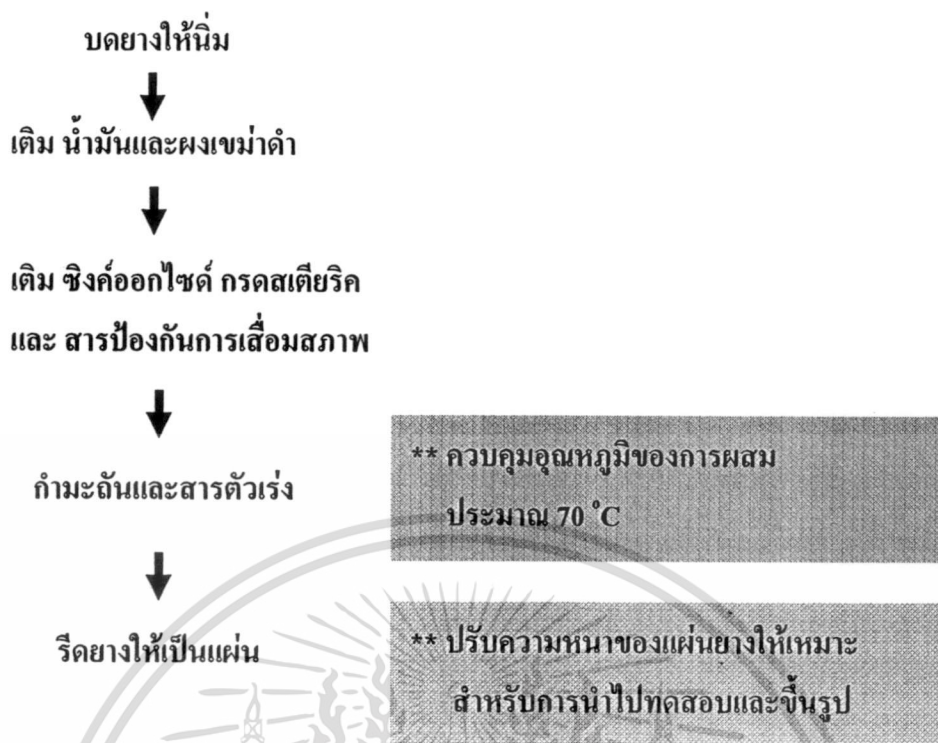 บดยางให้นิ่ม
เติม น้ำมันและผงเขม่าดำ
เติม ซิงค์ออกไซด์ กรดสเตียริค
และ สารป้องกันการเสื่อมสภาพ
กำมะถันและสารตัวเร่ง
** ควบคุมอุณหภูมิของการผสม
ประมาณ 70 °C
รีดยางให้เป็นแผ่น
** ปรับความหนาของแผ่นยางให้เหมาะ
สำหรับการนำไปทดสอบและขึ้นรูป